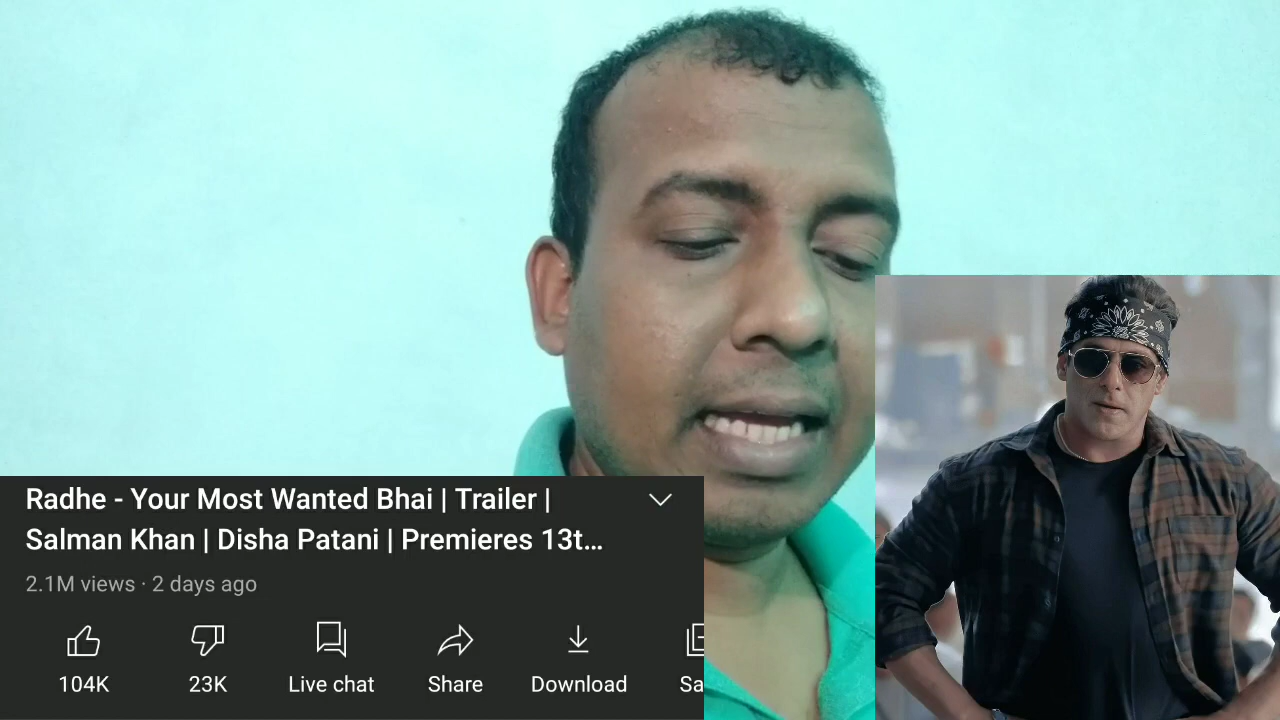 Radhe - Your Most Wanted Bhai | Trailer |
Salman Khan | Disha Patani | Premieres 13t...
2.1M views · 2 days ago
104K 23K Live chat Share Download Sa